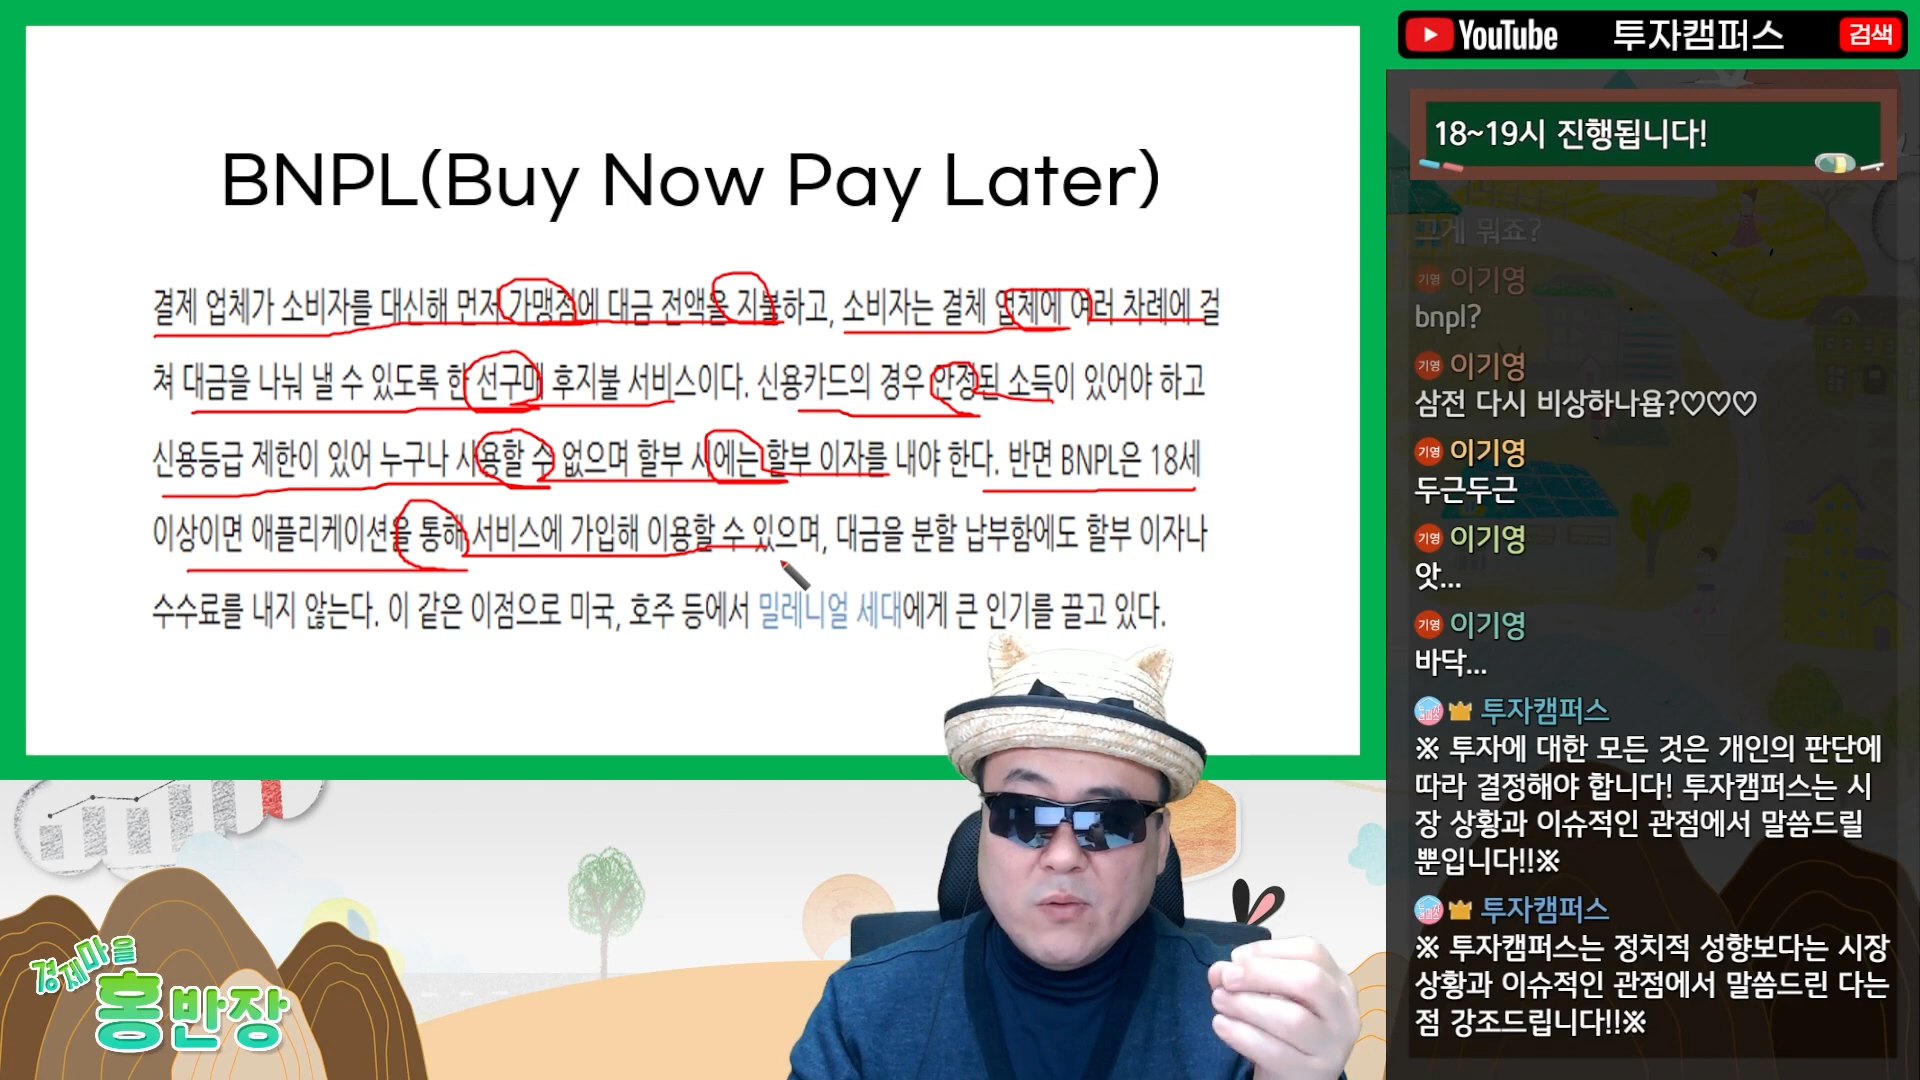 BNPL(Buy Now Pay Later)
결제 업체가 소비자를 대신해 먼저 가맹점에 대금 전액을 지불하고, 소비자는 결체 업체에 여러 차례에 걸
쳐 대금을 나눠 낼 수 있도록 한 선구매 후지불 서비스이다. 신용카드의 경우 안정된 소득이 있어야 하고
신용등급 제한이 있어 누구나 사용할 수 없으며 할부 시에는 할부 이자를 내야 한다. 반면 BNPL은 18세
이상이면 애플리케이션을 통해 서비스에 가입해 이용할 수 있으며, 대금을 분할 납부함에도 할부 이자나
수수료를 내지 않는다. 이 같은 이점으로 미국, 호주 등에서 밀레니얼 세대에게 큰 인기를 끌고 있다.
경제마을
홍반장
YouTube 투자캠퍼스 검색
18~19시 진행됩니다!
그게 뭐죠?
기영 이기영
bnpl?
기영 이기영
삼전 다시 비상하나욥?♡♡♡
기영 이기영
두근두근
기영 이기영
앗...
기영 이기영
바닥...
투자캠퍼스
※ 투자에 대한 모든 것은 개인의 판단에
따라 결정해야 합니다! 투자캠퍼스는 시
장 상황과 이슈적인 관점에서 말씀드릴
뿐입니다!!※
투자캠퍼스
※ 투자캠퍼스는 정치적 성향보다는 시장
상황과 이슈적인 관점에서 말씀드린 다는
점 강조드립니다!!※